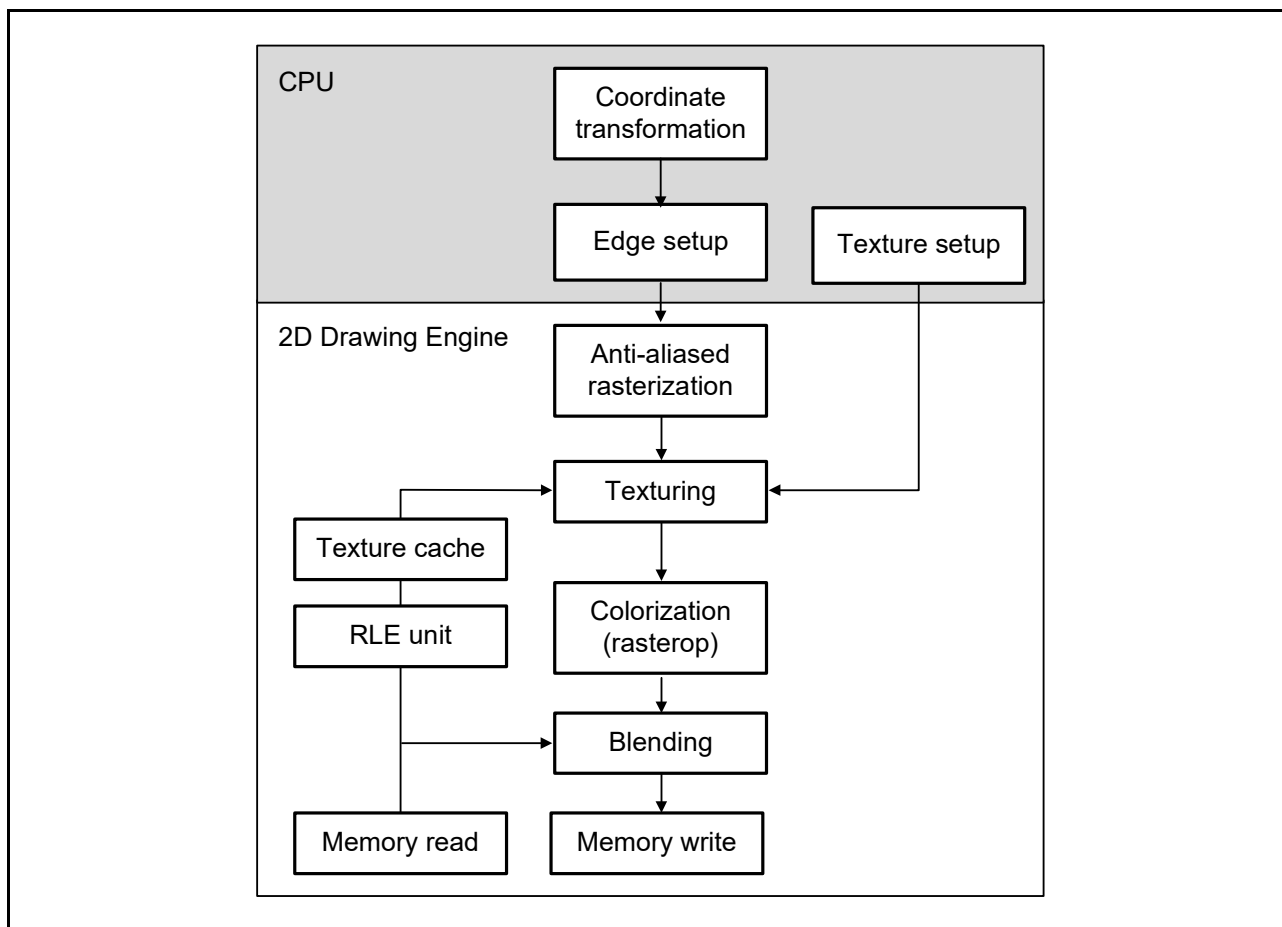 CPU
Coordinate
transformation
Edge setup
Texture setup
2D Drawing Engine
Anti-aliased
rasterization
Texturing
Texture cache
Colorization
(rasterop)
RLE unit
Blending
Memory read
Memory write